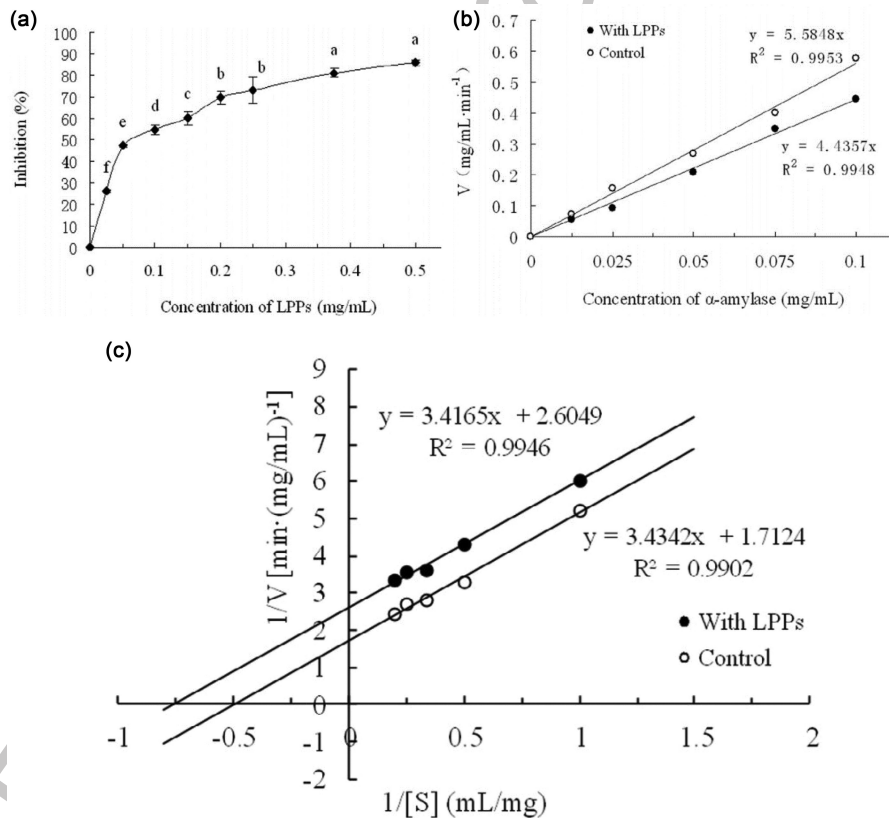 (a)
100
90
80
70
60
50
40
30
20
10
0
Inhibition (%)
f
e
d
c
b
b
a
a
0 0.1 0.2 0.3 0.4 0.5
Concentration of LPPs (mg/mL)
(b)
0.7
0.6
0.5
0.4
0.3
0.2
0.1
0
V (mg/mL·min⁻¹)
With LPPs
Control
y = 5.5848x
R² = 0.9953
y = 4.4357x
R² = 0.9948
0 0.025 0.05 0.075 0.1
Concentration of α-amylase (mg/mL)
(c)
1/V [min·(mg/mL)⁻¹]
9
8
7
6
5
4
3
2
1
0
-1
-2
y = 3.4165x + 2.6049
R² = 0.9946
y = 3.4342x + 1.7124
R² = 0.9902
With LPPs
Control
-1 -0.5 0 0.5 1 1.5 2
1/[S] (mL/mg)